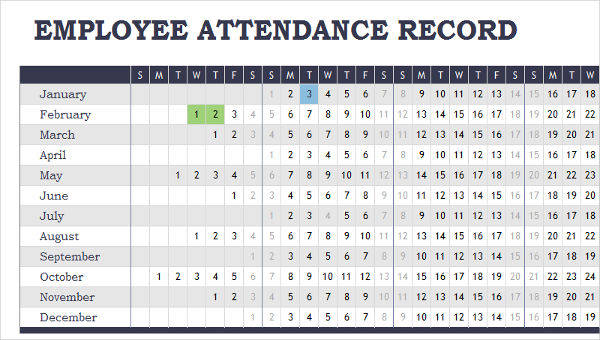 EMPLOYEE ATTENDANCE RECORD
S M T W T F S S M T W T F S S M T W T F S S M T W
January 1 2 3 4 5 6 7 8 9 10 11 12 13 14 15 16 17 18
February 1 2 3 4 5 6 7 8 9 10 11 12 13 14 15 16 17 18 19 20 21 22
March 1 2 3 4 5 6 7 8 9 10 11 12 13 14 15 16 17 18 19 20 21
April 1 2 3 4 5 6 7 8 9 10 11 12 13 14 15 16 17 18
May 1 2 3 4 5 6 7 8 9 10 11 12 13 14 15 16 17 18 19 20 21 22 23
June 1 2 3 4 5 6 7 8 9 10 11 12 13 14 15 16 17 18 19 20
July 1 2 3 4 5 6 7 8 9 10 11 12 13 14 15 16 17 18
August 1 2 3 4 5 6 7 8 9 10 11 12 13 14 15 16 17 18 19 20 21 22
September 1 2 3 4 5 6 7 8 9 10 11 12 13 14 15 16 17 18 19
October 1 2 3 4 5 6 7 8 9 10 11 12 13 14 15 16 17 18 19 20 21 22 23 24
November 1 2 3 4 5 6 7 8 9 10 11 12 13 14 15 16 17 18 19 20 21
December 1 2 3 4 5 6 7 8 9 10 11 12 13 14 15 16 17 18 19